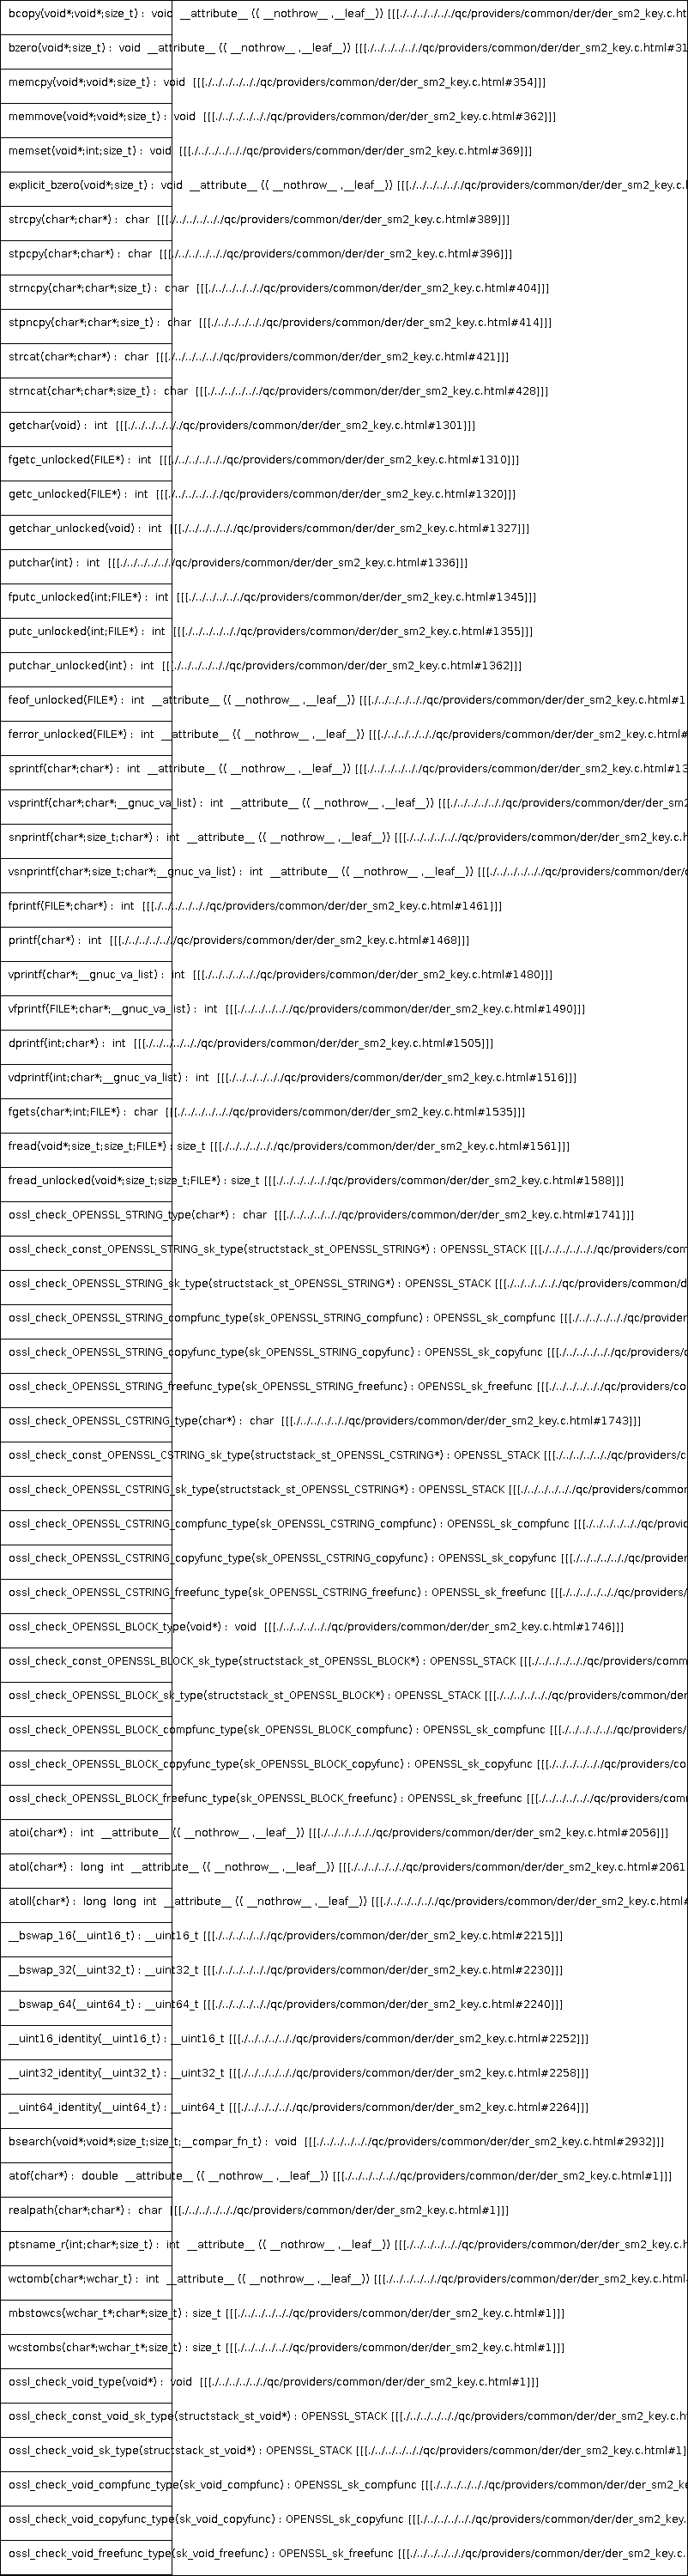 bcopy(void*;void*;size_t) : void __attribute__ (( __nothrow__ ,__leaf__)) [[[./../../../../qc/providers/common/der/der_sm2_key.c.ht
bzero(void*;size_t) : void __attribute__ (( __nothrow__ ,__leaf__)) [[[./../../../../../qc/providers/common/der/der_sm2_key.c.html#31
memcpy(void*;void*;size_t) : void [[[./../../../../../qc/providers/common/der/der_sm2_key.c.html#354]]]
memmove(void*;void*;size_t) : void [[[./../../../../../qc/providers/common/der/der_sm2_key.c.html#362]]]
memset(void*;int;size_t) : void [[[./../../../../../qc/providers/common/der/der_sm2_key.c.html#369]]]
explicit_bzero(void*;size_t) : void __attribute__ (( __nothrow__ ,__leaf__)) [[[./../../../../../qc/providers/common/der/der_sm2_key.c.
strcpy(char*;char*) : char [[[./../../../../../qc/providers/common/der/der_sm2_key.c.html#389]]]
stpcpy(char*;char*) : char [[[./../../../../../qc/providers/common/der/der_sm2_key.c.html#396]]]
strncpy(char*;char*;size_t) : char [[[./../../../../../qc/providers/common/der/der_sm2_key.c.html#404]]]
stpncpy(char*;char*;size_t) : char [[[./../../../../../qc/providers/common/der/der_sm2_key.c.html#414]]]
strcat(char*;char*) : char [[[./../../../../../qc/providers/common/der/der_sm2_key.c.html#421]]]
strncat(char*;char*;size_t) : char [[[./../../../../../qc/providers/common/der/der_sm2_key.c.html#428]]]
getchar(void) : int [[[./../../../../../qc/providers/common/der/der_sm2_key.c.html#1301]]]
fgetc_unlocked(FILE*) : int [[[./../../../../../qc/providers/common/der/der_sm2_key.c.html#1310]]]
getc_unlocked(FILE*) : int [[[./../../../../../qc/providers/common/der/der_sm2_key.c.html#1320]]]
getchar_unlocked(void) : int [[[./../../../../../qc/providers/common/der/der_sm2_key.c.html#1327]]]
putchar(int) : int [[[./../../../../../qc/providers/common/der/der_sm2_key.c.html#1336]]]
fputc_unlocked(int;FILE*) : int [[[./../../../../../qc/providers/common/der/der_sm2_key.c.html#1345]]]
putc_unlocked(int;FILE*) : int [[[./../../../../../qc/providers/common/der/der_sm2_key.c.html#1355]]]
putchar_unlocked(int) : int [[[./../../../../../qc/providers/common/der/der_sm2_key.c.html#1362]]]
feof_unlocked(FILE*) : int __attribute__ (( __nothrow__ ,__leaf__)) [[[./../../../../../qc/providers/common/der/der_sm2_key.c.html#1
ferror_unlocked(FILE*) : int __attribute__ (( __nothrow__ ,__leaf__)) [[[./../../../../../qc/providers/common/der/der_sm2_key.c.html#
sprintf(char*;char*) : int __attribute__ (( __nothrow__ ,__leaf__)) [[[./../../../../../qc/providers/common/der/der_sm2_key.c.html#13
vsprintf(char*;char*;__gnuc_va_list) : int __attribute__ (( __nothrow__ ,__leaf__)) [[[./../../../../../qc/providers/common/der/der_sm2
snprintf(char*;size_t;char*) : int __attribute__ (( __nothrow__ ,__leaf__)) [[[./../../../../../qc/providers/common/der/der_sm2_key.c.h
vsnprintf(char*;size_t;char*;__gnuc_va_list) : int __attribute__ (( __nothrow__ ,__leaf__)) [[[./../../../../../qc/providers/common/der/
fprintf(FILE*;char*) : int [[[./../../../../../qc/providers/common/der/der_sm2_key.c.html#1461]]]
printf(char*) : int [[[./../../../../../qc/providers/common/der/der_sm2_key.c.html#1468]]]
vprintf(char*;__gnuc_va_list) : int [[[./../../../../../qc/providers/common/der/der_sm2_key.c.html#1480]]]
vfprintf(FILE*;char*;__gnuc_va_list) : int [[[./../../../../../qc/providers/common/der/der_sm2_key.c.html#1490]]]
dprintf(int;char*) : int [[[./../../../../../qc/providers/common/der/der_sm2_key.c.html#1505]]]
vdprintf(int;char*;__gnuc_va_list) : int [[[./../../../../../qc/providers/common/der/der_sm2_key.c.html#1516]]]
fgets(char*;int;FILE*) : char [[[./../../../../../qc/providers/common/der/der_sm2_key.c.html#1535]]]
fread(void*;size_t;size_t;FILE*) : size_t [[[./../../../../../qc/providers/common/der/der_sm2_key.c.html#1561]]]
fread_unlocked(void*;size_t;size_t;FILE*) : size_t [[[./../../../../../qc/providers/common/der/der_sm2_key.c.html#1588]]]
ossl_check_OPENSSL_STRING_type(char*) : char [[[./../../../../../qc/providers/common/der/der_sm2_key.c.html#1741]]]
ossl_check_const_OPENSSL_STRING_sk_type(structstack_st_OPENSSL_STRING*) : OPENSSL_STACK [[[./../../../../../qc/providers/com
ossl_check_OPENSSL_STRING_sk_type(structstack_st_OPENSSL_STRING*) : OPENSSL_STACK [[[./../../../../../qc/providers/common/d
ossl_check_OPENSSL_STRING_compfunc_type(sk_OPENSSL_STRING_compfunc) : OPENSSL_sk_compfunc [[[./../../../../../qc/provider
ossl_check_OPENSSL_STRING_copyfunc_type(sk_OPENSSL_STRING_copyfunc) : OPENSSL_sk_copyfunc [[[./../../../../../qc/providers/
ossl_check_OPENSSL_STRING_freefunc_type(sk_OPENSSL_STRING_freefunc) : OPENSSL_sk_freefunc [[[./../../../../../qc/providers/co
ossl_check_OPENSSL_CSTRING_type(char*) : char [[[./../../../../../qc/providers/common/der/der_sm2_key.c.html#1743]]]
ossl_check_const_OPENSSL_CSTRING_sk_type(structstack_st_OPENSSL_CSTRING*) : OPENSSL_STACK [[[./../../../../../qc/providers/c
ossl_check_OPENSSL_CSTRING_sk_type(structstack_st_OPENSSL_CSTRING*) : OPENSSL_STACK [[[./../../../../../qc/providers/common
ossl_check_OPENSSL_CSTRING_compfunc_type(sk_OPENSSL_CSTRING_compfunc) : OPENSSL_sk_compfunc [[[./../../../../../qc/provid
ossl_check_OPENSSL_CSTRING_copyfunc_type(sk_OPENSSL_CSTRING_copyfunc) : OPENSSL_sk_copyfunc [[[./../../../../../qc/provider
ossl_check_OPENSSL_CSTRING_freefunc_type(sk_OPENSSL_CSTRING_freefunc) : OPENSSL_sk_freefunc [[[./../../../../../qc/providers/
ossl_check_OPENSSL_BLOCK_type(void*) : void [[[./../../../../../qc/providers/common/der/der_sm2_key.c.html#1746]]]
ossl_check_const_OPENSSL_BLOCK_sk_type(structstack_st_OPENSSL_BLOCK*) : OPENSSL_STACK [[[./../../../../../qc/providers/comm
ossl_check_OPENSSL_BLOCK_sk_type(structstack_st_OPENSSL_BLOCK*) : OPENSSL_STACK [[[./../../../../../qc/providers/common/der
ossl_check_OPENSSL_BLOCK_compfunc_type(sk_OPENSSL_BLOCK_compfunc) : OPENSSL_sk_compfunc [[[./../../../../../qc/providers/
ossl_check_OPENSSL_BLOCK_copyfunc_type(sk_OPENSSL_BLOCK_copyfunc) : OPENSSL_sk_copyfunc [[[./../../../../../qc/providers/co
ossl_check_OPENSSL_BLOCK_freefunc_type(sk_OPENSSL_BLOCK_freefunc) : OPENSSL_sk_freefunc [[[./../../../../../qc/providers/com
atoi(char*) : int __attribute__ (( __nothrow__ ,__leaf__)) [[[./../../../../../qc/providers/common/der/der_sm2_key.c.html#2056]]]
atol(char*) : long int __attribute__ (( __nothrow__ ,__leaf__)) [[[./../../../../../qc/providers/common/der/der_sm2_key.c.html#2061
atoll(char*) : long long int __attribute__ (( __nothrow__ ,__leaf__)) [[[./../../../../../qc/providers/common/der/der_sm2_key.c.html#
__bswap_16(__uint16_t) : __uint16_t [[[./../../../../../qc/providers/common/der/der_sm2_key.c.html#2215]]]
__bswap_32(__uint32_t) : __uint32_t [[[./../../../../../qc/providers/common/der/der_sm2_key.c.html#2230]]]
__bswap_64(__uint64_t) : __uint64_t [[[./../../../../../qc/providers/common/der/der_sm2_key.c.html#2240]]]
__uint16_identity(__uint16_t) : __uint16_t [[[./../../../../../qc/providers/common/der/der_sm2_key.c.html#2252]]]
__uint32_identity(__uint32_t) : __uint32_t [[[./../../../../../qc/providers/common/der/der_sm2_key.c.html#2258]]]
__uint64_identity(__uint64_t) : __uint64_t [[[./../../../../../qc/providers/common/der/der_sm2_key.c.html#2264]]]
bsearch(void*;void*;size_t;size_t;__compar_fn_t) : void [[[./../../../../../qc/providers/common/der/der_sm2_key.c.html#2932]]]
atof(char*) : double __attribute__ (( __nothrow__ ,__leaf__)) [[[./../../../../../qc/providers/common/der/der_sm2_key.c.html#1]]]
realpath(char*;char*) : char [[[./../../../../../qc/providers/common/der/der_sm2_key.c.html#1]]]
ptsname_r(int;char*;size_t) : int __attribute__ (( __nothrow__ ,__leaf__)) [[[./../../../../../qc/providers/common/der/der_sm2_key.c.h
wctomb(char*;wchar_t) : int __attribute__ (( __nothrow__ ,__leaf__)) [[[./../../../../../qc/providers/common/der/der_sm2_key.c.html
mbstowcs(wchar_t*;char*;size_t) : size_t [[[./../../../../../qc/providers/common/der/der_sm2_key.c.html#1]]]
wcstombs(char*;wchar_t*;size_t) : size_t [[[./../../../../../qc/providers/common/der/der_sm2_key.c.html#1]]]
ossl_check_void_type(void*) : void [[[./../../../../../qc/providers/common/der/der_sm2_key.c.html#1]]]
ossl_check_const_void_sk_type(structstack_st_void*) : OPENSSL_STACK [[[./../../../../../qc/providers/common/der/der_sm2_key.c.h
ossl_check_void_sk_type(structstack_st_void*) : OPENSSL_STACK [[[./../../../../../qc/providers/common/der/der_sm2_key.c.html#1]
ossl_check_void_compfunc_type(sk_void_compfunc) : OPENSSL_sk_compfunc [[[./../../../../../qc/providers/common/der/der_sm2_ke
ossl_check_void_copyfunc_type(sk_void_copyfunc) : OPENSSL_sk_copyfunc [[[./../../../../../qc/providers/common/der/der_sm2_key.
ossl_check_void_freefunc_type(sk_void_freefunc) : OPENSSL_sk_freefunc [[[./../../../../../qc/providers/common/der/der_sm2_key.c.